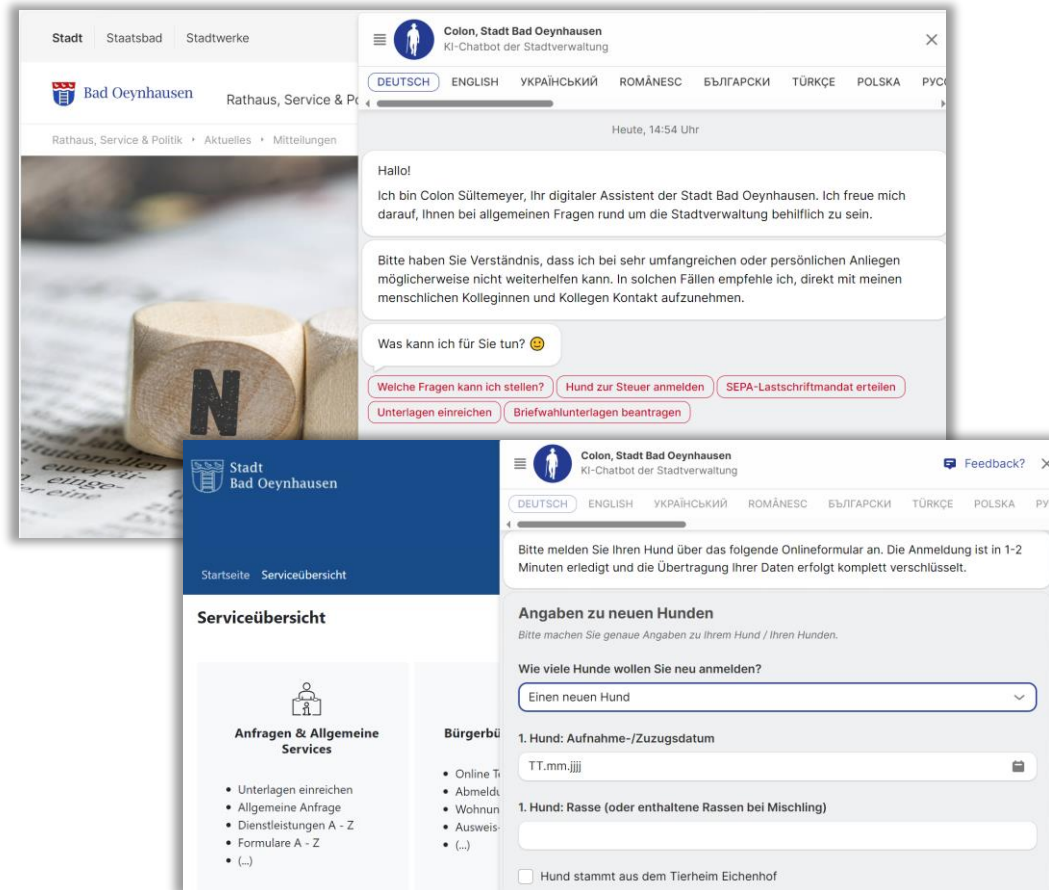 Stadt Staatsbad Stadtwerke
Bad Oeynhausen
Rathaus, Service & Po
Rathaus, Service & Politik • Aktuelles • Mitteilungen
N
europäi-
einge-
eine
Colon, Stadt Bad Oeynhausen
KI-Chatbot der Stadtverwaltung
DEUTSCH ENGLISH УКРАЇНСЬКИЙ ROMÂNESC БЪЛГАРСКИ TÜRKÇE POLSKA РУСС
Heute, 14:54 Uhr
Hallo!
Ich bin Colon Sültemeyer, Ihr digitaler Assistent der Stadt Bad Oeynhausen. Ich freue mich
darauf, Ihnen bei allgemeinen Fragen rund um die Stadtverwaltung behilflich zu sein.
Bitte haben Sie Verständnis, dass ich bei sehr umfangreichen oder persönlichen Anliegen
möglicherweise nicht weiterhelfen kann. In solchen Fällen empfehle ich, direkt mit meinen
menschlichen Kolleginnen und Kollegen Kontakt aufzunehmen.
Was kann ich für Sie tun? 🙂
Welche Fragen kann ich stellen? Hund zur Steuer anmelden SEPA-Lastschriftmandat erteilen
Unterlagen einreichen Briefwahlunterlagen beantragen
Stadt
Bad Oeynhausen
Startseite Serviceübersicht
Serviceübersicht
Anfragen & Allgemeine
Services
• Unterlagen einreichen
• Allgemeine Anfrage
• Dienstleistungen A - Z
• Formulare A - Z
• (...)
Bürgerbü
• Online Te
• Abmeldu
• Wohnun
• Ausweis-
• (...)
Colon, Stadt Bad Oeynhausen
KI-Chatbot der Stadtverwaltung
Feedback?
DEUTSCH ENGLISH УКРАЇНСЬКИЙ ROMÂNESC БЪЛГАРСКИ TÜRKÇE POLSKA РУ
Bitte melden Sie Ihren Hund über das folgende Onlineformular an. Die Anmeldung ist in 1-2
Minuten erledigt und die Übertragung Ihrer Daten erfolgt komplett verschlüsselt.
Angaben zu neuen Hunden
Bitte machen Sie genaue Angaben zu Ihrem Hund / Ihren Hunden.
Wie viele Hunde wollen Sie neu anmelden?
Einen neuen Hund
1. Hund: Aufnahme-/Zuzugsdatum
TT.mm.jjjj
1. Hund: Rasse (oder enthaltene Rassen bei Mischling)
Hund stammt aus dem Tierheim Eichenhof